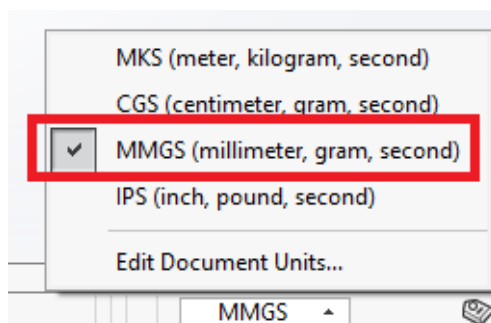 MKS (meter, kilogram, second)
CGS (centimeter, gram, second)
MMGS (millimeter, gram, second)
IPS (inch, pound, second)
Edit Document Units...
MMGS